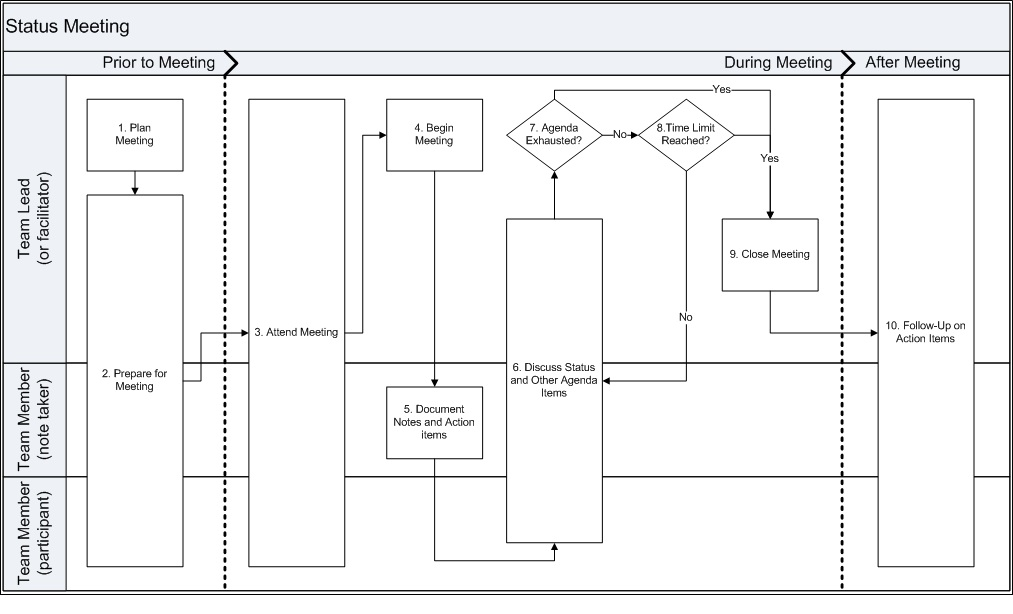 Status Meeting
Prior to Meeting
During Meeting
After Meeting
Team Lead
(or facilitator)
Team Member
(note taker)
Team Member
(participant)
1. Plan
Meeting
2. Prepare for
Meeting
3. Attend Meeting
4. Begin
Meeting
5. Document
Notes and Action
items
6. Discuss Status
and Other Agenda
Items
7. Agenda
Exhausted?
Yes
No
8.Time Limit
Reached?
Yes
No
9. Close Meeting
10. Follow-Up on
Action Items